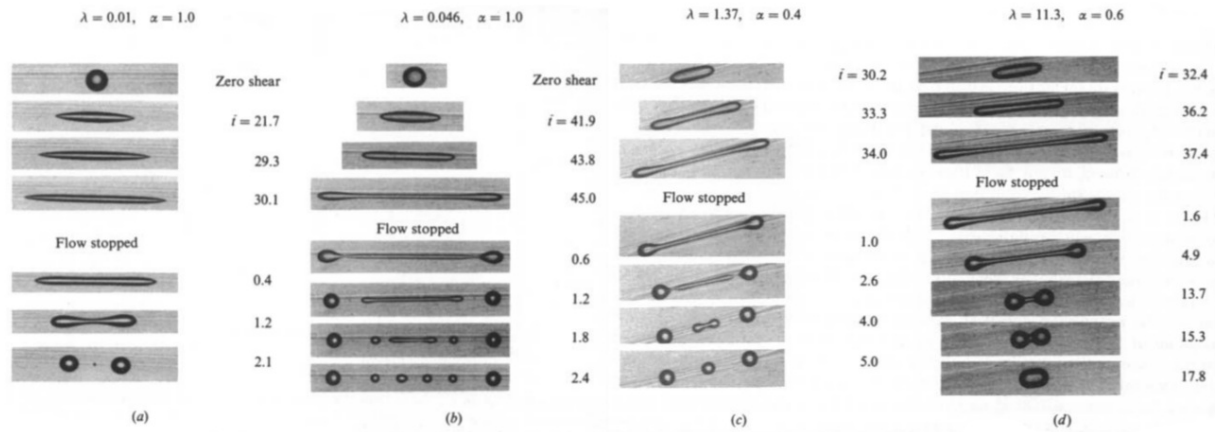 λ = 0.01, α = 1.0
Zero shear
t̄ = 21.7
29.3
30.1
Flow stopped
0.4
1.2
2.1
(a)
λ = 0.046, α = 1.0
Zero shear
t̄ = 41.9
43.8
45.0
Flow stopped
0.6
1.2
1.8
2.4
(b)
λ = 1.37, α = 0.4
t̄ = 30.2
33.3
34.0
Flow stopped
1.0
2.6
4.0
5.0
(c)
λ = 11.3, α = 0.6
t̄ = 32.4
36.2
37.4
Flow stopped
1.6
4.9
13.7
15.3
17.8
(d)